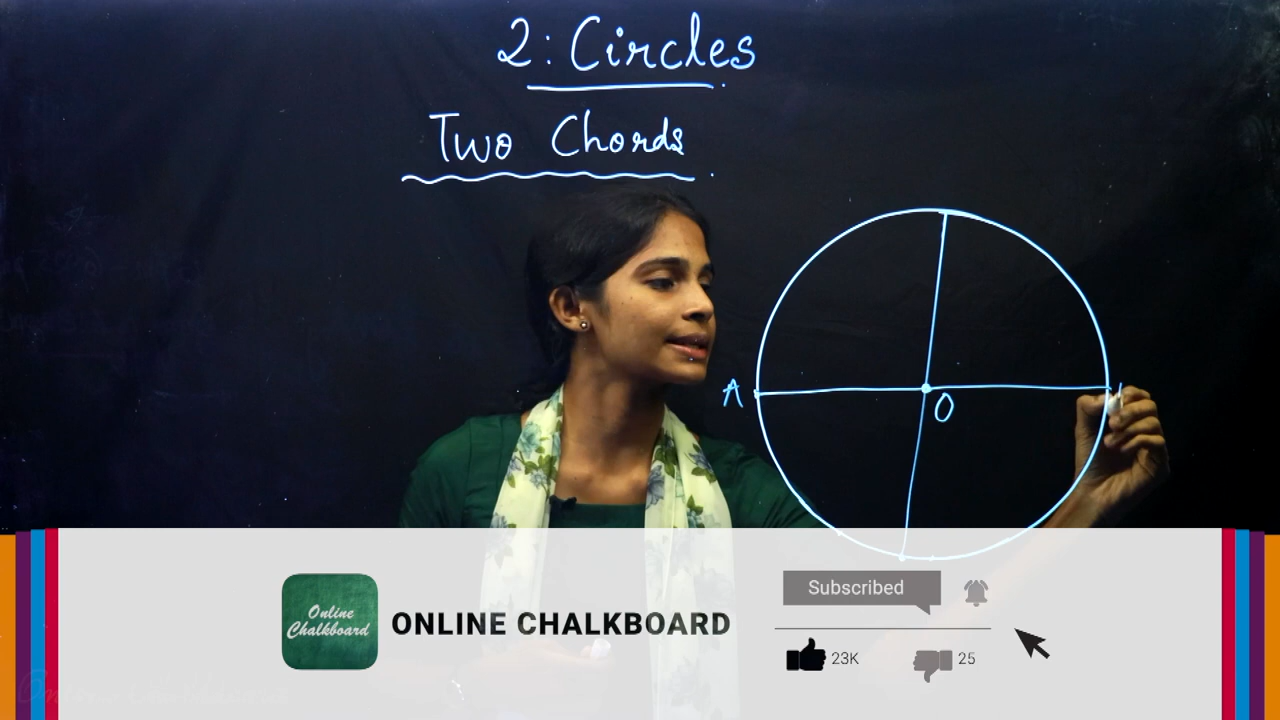 2: Circles
Two Chords
A
O
Online
Chalkboard
ONLINE CHALKBOARD
Subscribed
23K
25